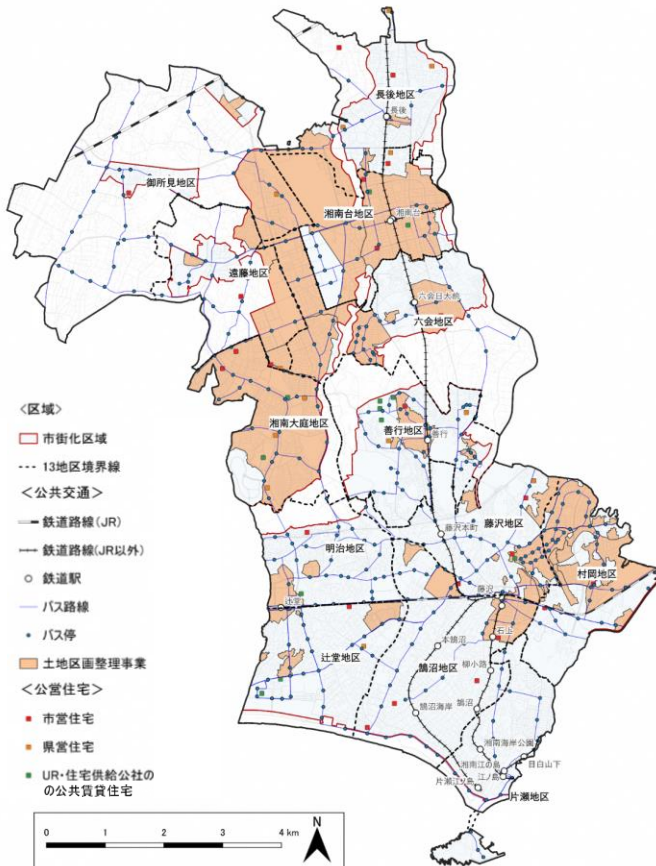 長後地区
長後
御所見地区
湘南台地区
湘南台
遠藤地区
六会日大前
六会地区
<区域>
市街化区域
13地区境界線
<公共交通>
鉄道路線(JR)
鉄道路線(JR以外)
鉄道駅
バス路線
バス停
土地区画整理事業
<公営住宅>
市営住宅
県営住宅
UR・住宅供給公社の
の公共賃貸住宅
湘南大庭地区
善行地区
善行
藤沢本町
藤沢地区
明治地区
村岡地区
藤沢
辻堂
石上
本鵠沼
辻堂地区
鵠沼地区
柳小路
鵠沼海岸
鵠沼
湘南海岸公園
目白山下
湘南江の島
江ノ島
片瀬江ノ島
片瀬地区
0 1 2 3 4 km
N